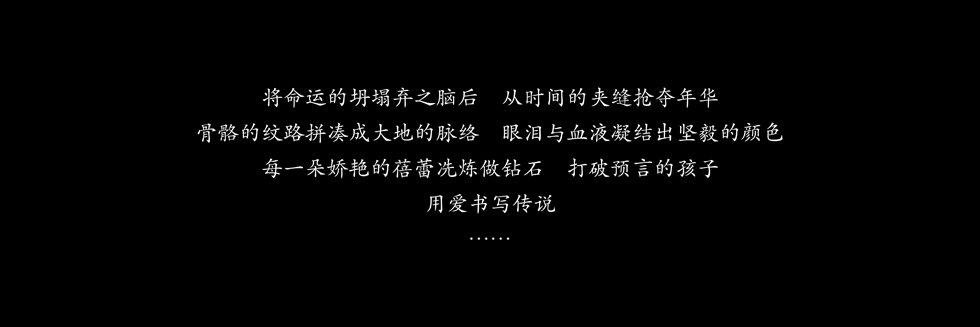 将命运的坍塌弃之脑后　从时间的夹缝抢夺年华
骨骼的纹路拼凑成大地的脉络　眼泪与血液凝结出坚毅的颜色
每一朵娇艳的蓓蕾冼炼做钻石　打破预言的孩子
用爱书写传说
……